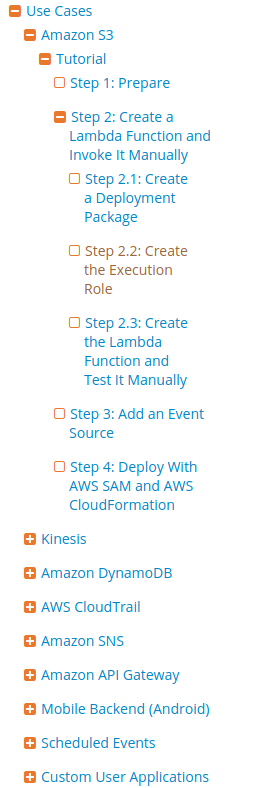 Use Cases
Amazon S3
Tutorial
Step 1: Prepare
Step 2: Create a
Lambda Function and
Invoke It Manually
Step 2.1: Create
a Deployment
Package
Step 2.2: Create
the Execution
Role
Step 2.3: Create
the Lambda
Function and
Test It Manually
Step 3: Add an Event
Source
Step 4: Deploy With
AWS SAM and AWS
CloudFormation
Kinesis
Amazon DynamoDB
AWS CloudTrail
Amazon SNS
Amazon API Gateway
Mobile Backend (Android)
Scheduled Events
Custom User Applications